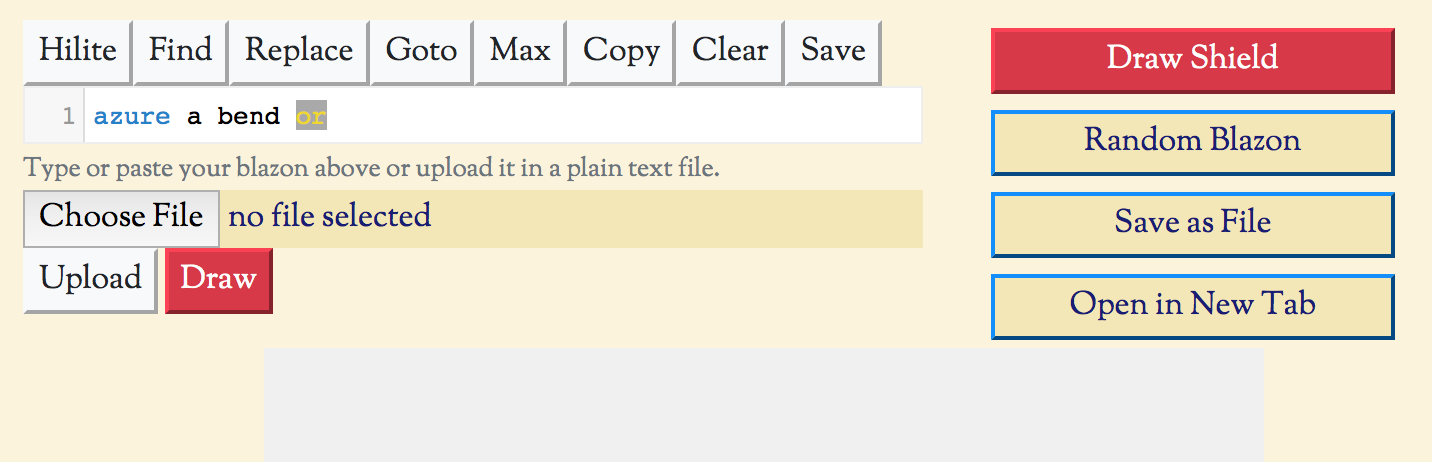 Hilite Find Replace Goto Max Copy Clear Save
1 azure a bend or
Type or paste your blazon above or upload it in a plain text file.
Choose File no file selected
Upload Draw
Draw Shield
Random Blazon
Save as File
Open in New Tab